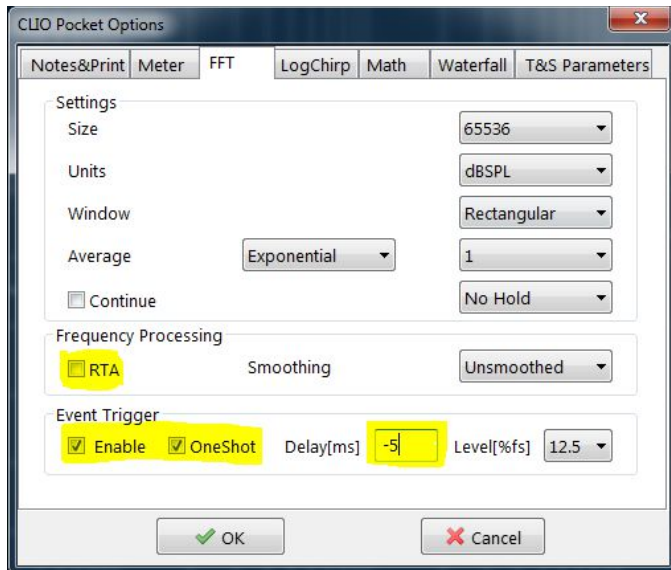 CLIO Pocket Options
Notes&Print Meter FFT LogChirp Math Waterfall T&S Parameters
Settings
Size 65536
Units dBSPL
Window Rectangular
Average Exponential 1
Continue No Hold
Frequency Processing
RTA Smoothing Unsmoothed
Event Trigger
Enable OneShot Delay[ms] -5 Level[%fs] 12.5
OK Cancel